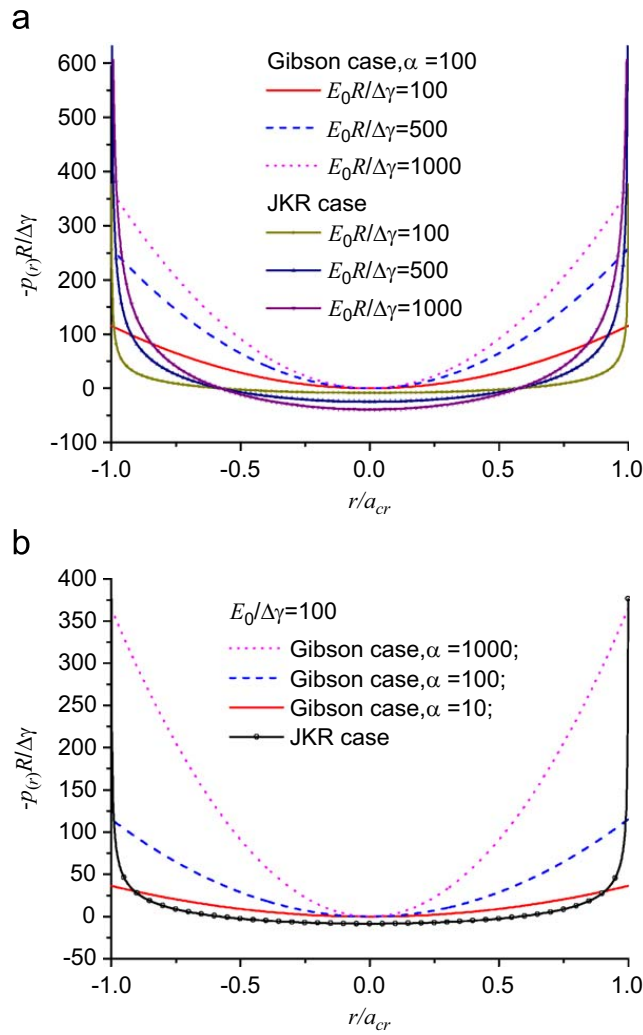 a
Gibson case,α =100
E₀R/Δγ=100
E₀R/Δγ=500
E₀R/Δγ=1000
JKR case
E₀R/Δγ=100
E₀R/Δγ=500
E₀R/Δγ=1000
600
500
400
300
200
100
0
-100
-p(r)R/Δγ
-1.0 -0.5 0.0 0.5 1.0
r/a_cr
b
E₀/Δγ=100
Gibson case,α =1000;
Gibson case,α =100;
Gibson case,α =10;
JKR case
400
350
300
250
200
150
100
50
0
-50
-p(r)R/Δγ
-1.0 -0.5 0.0 0.5 1.0
r/a_cr